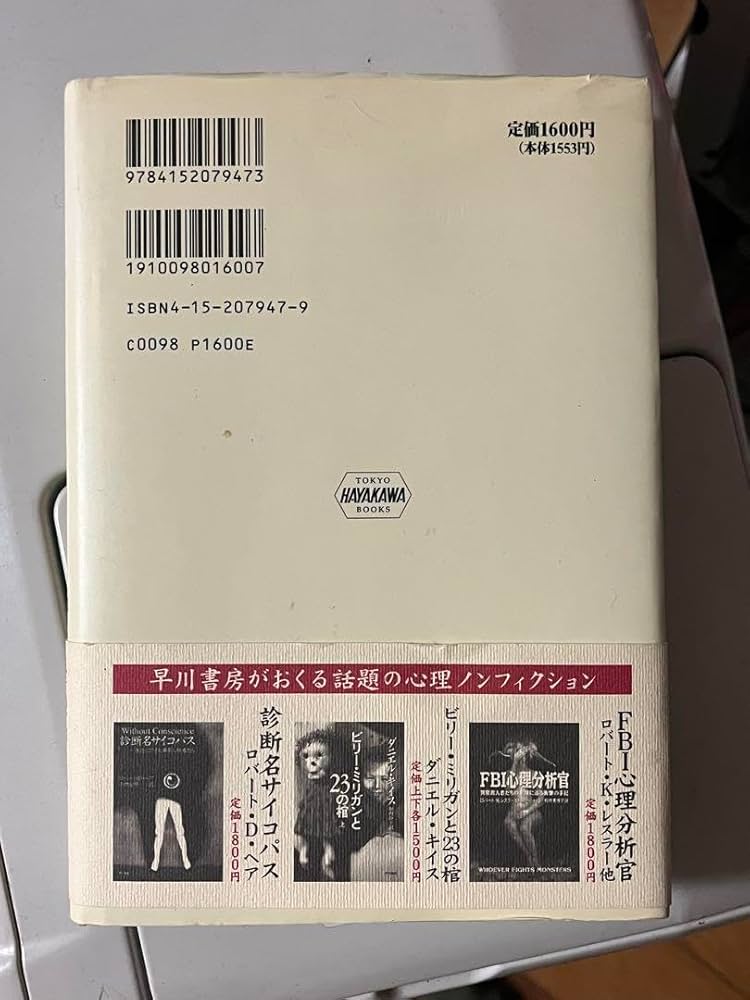 9784152079473
定価1600円
(本体1553円)
1910098016007
ISBN4-15-207947-9
C0098 P1600E
TOKYO
HAYAKAWA
BOOKS
早川書房がおくる話題の心理ノンフィクション
FBI心理分析官
ロバート・K・レスラー他
定価1800円
FBI心理分析官
WHOEVER FIGHTS MONSTERS
ビリー・ミリガンと23の棺
ダニエル・キイス
定価上下各1500円
ダニエル・キイス
ビリー・ミリガンと
23の棺
上
診断名サイコパス
ロバート・D・ヘア
定価1800円
Without Conscience
診断名サイコパス